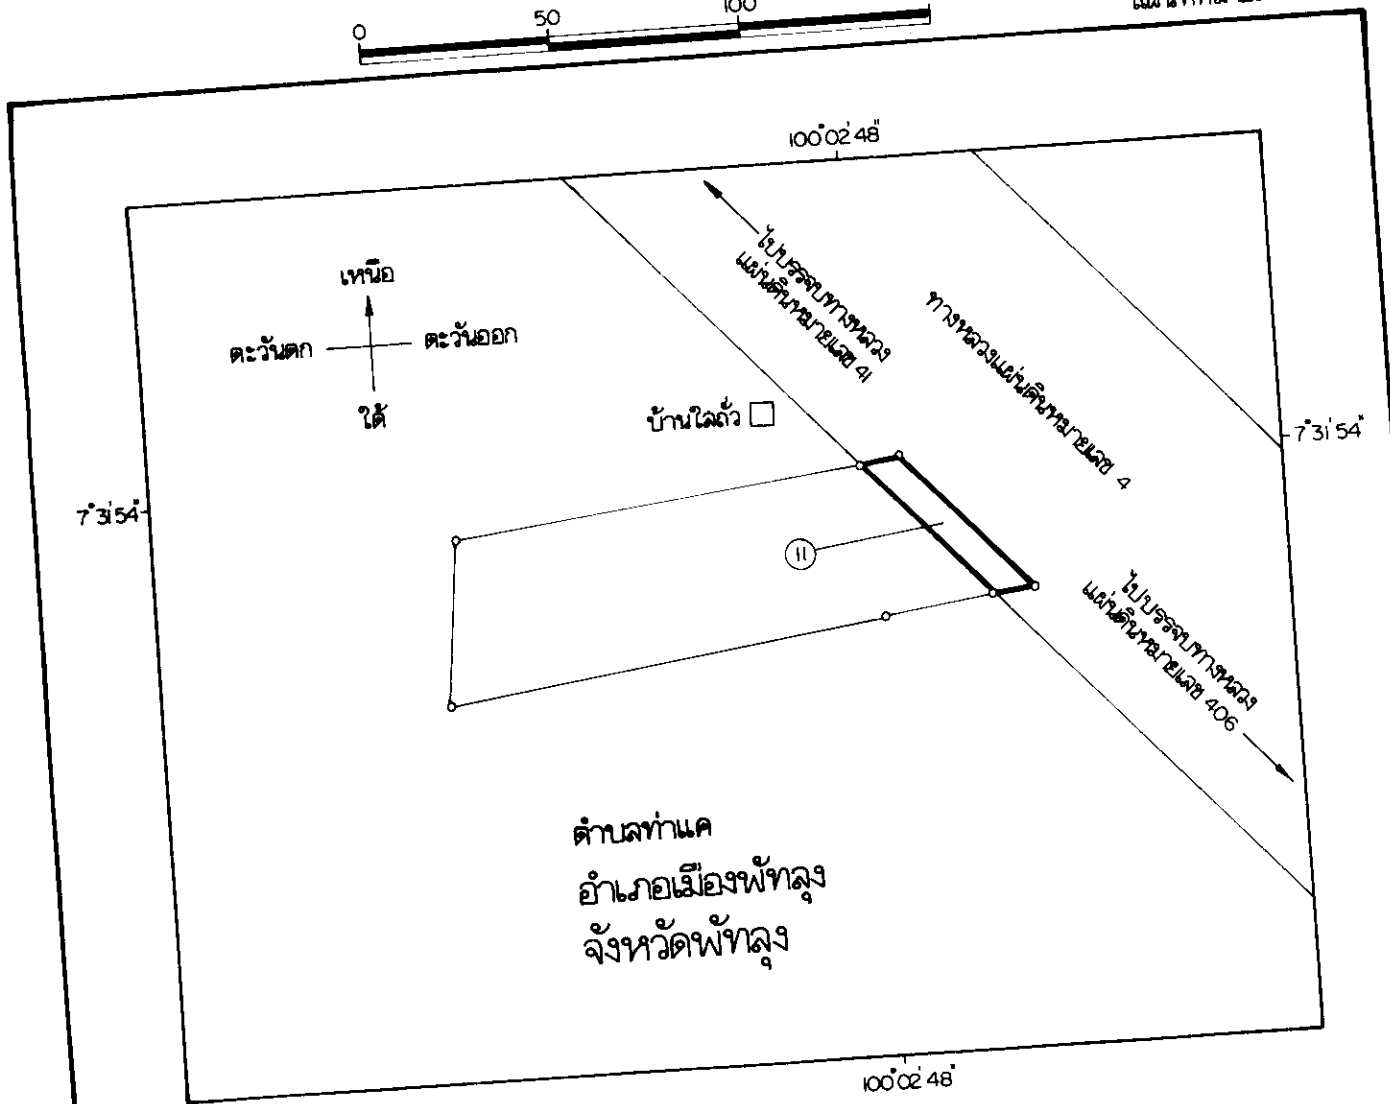 0 50 100
100°02'48"
เหนือ
ตะวันตก ตะวันออก
ใต้
ไปบรรจบทางหลวง
แผ่นดินหมายเลข 41
ทางหลวงแผ่นดินหมายเลข 4
บ้านใสถั่ว
7°31'54"
7°31'54"
11
ไปบรรจบทางหลวง
แผ่นดินหมายเลข 406
ตำบลท่าแค
อำเภอเมืองพัทลุง
จังหวัดพัทลุง
100°02'48"